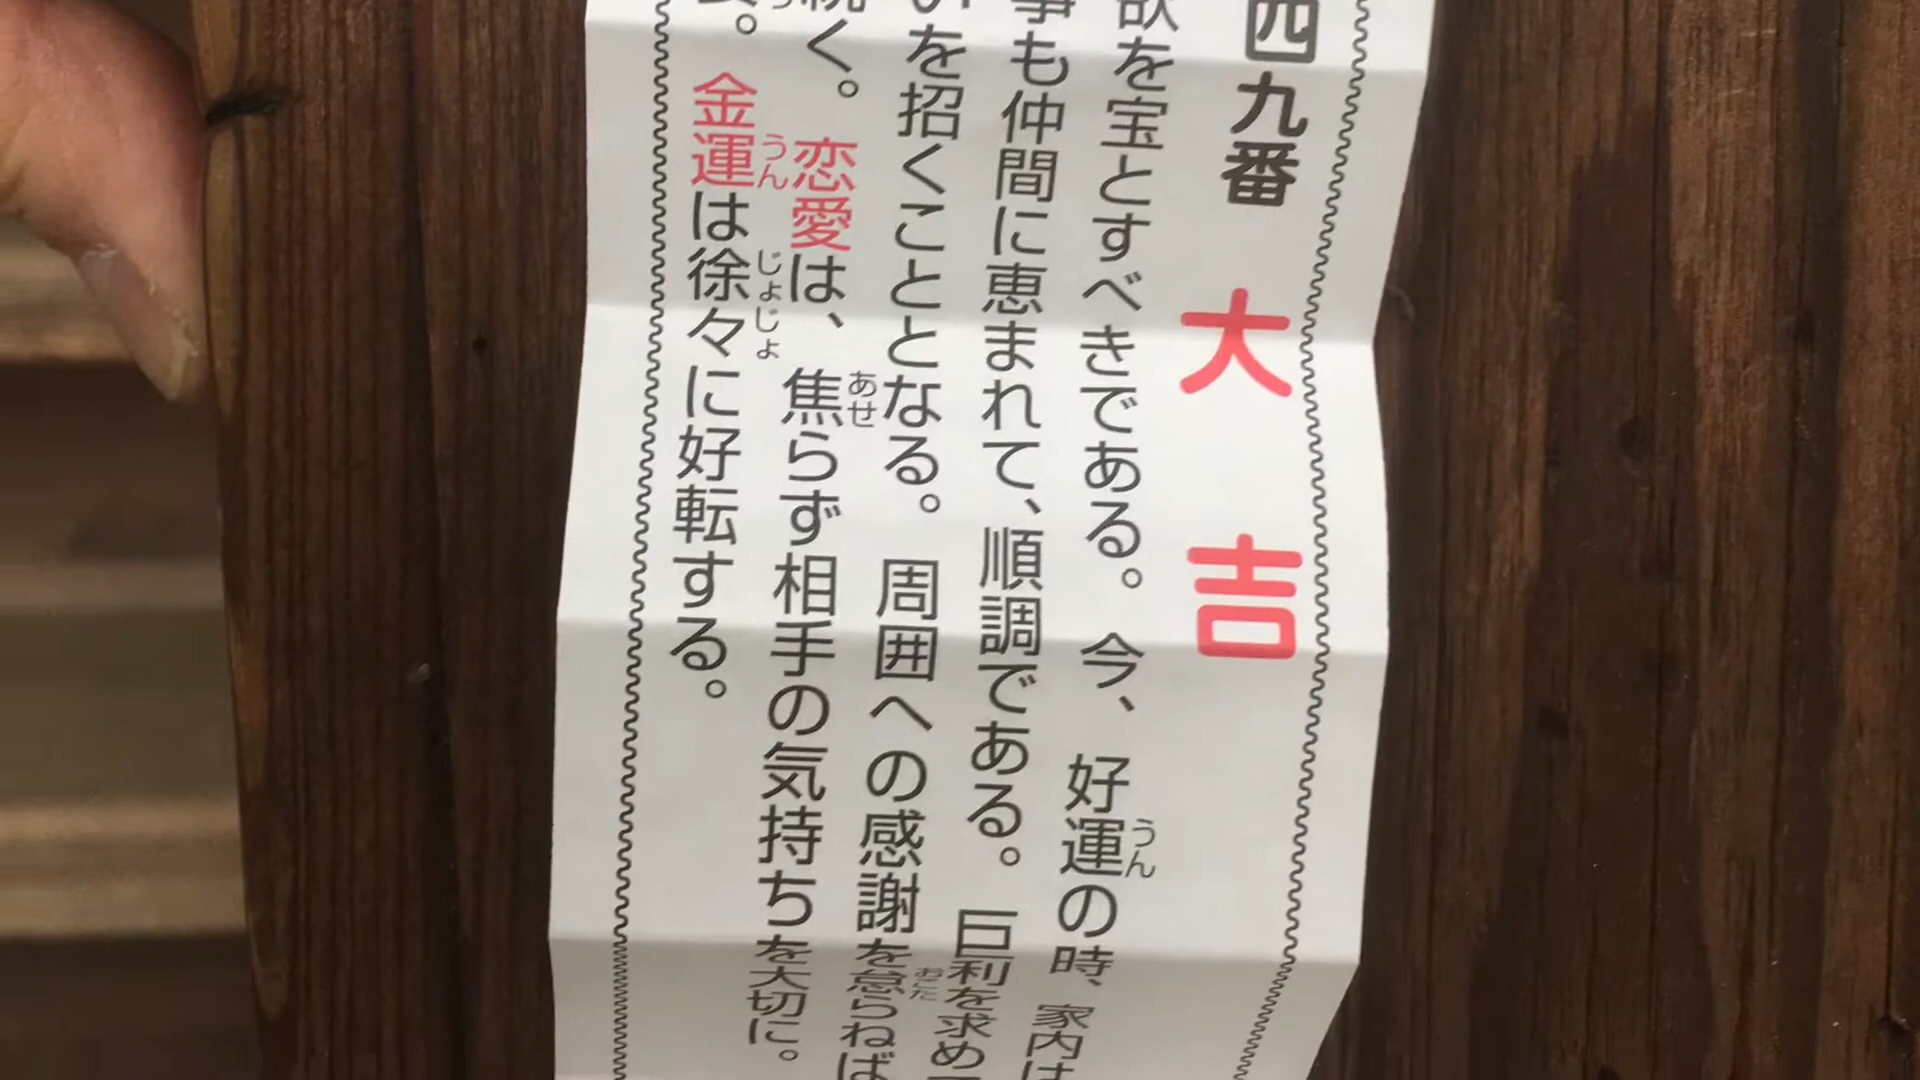 四九番 大吉
欲を宝とすべきである。今、好運の時、家内は
事も仲間に恵まれて、順調である。巨利を求め
を招くこととなる。周囲への感謝を怠らねば
く。恋愛は、焦らず相手の気持ちを大切に。
金運は徐々に好転する。